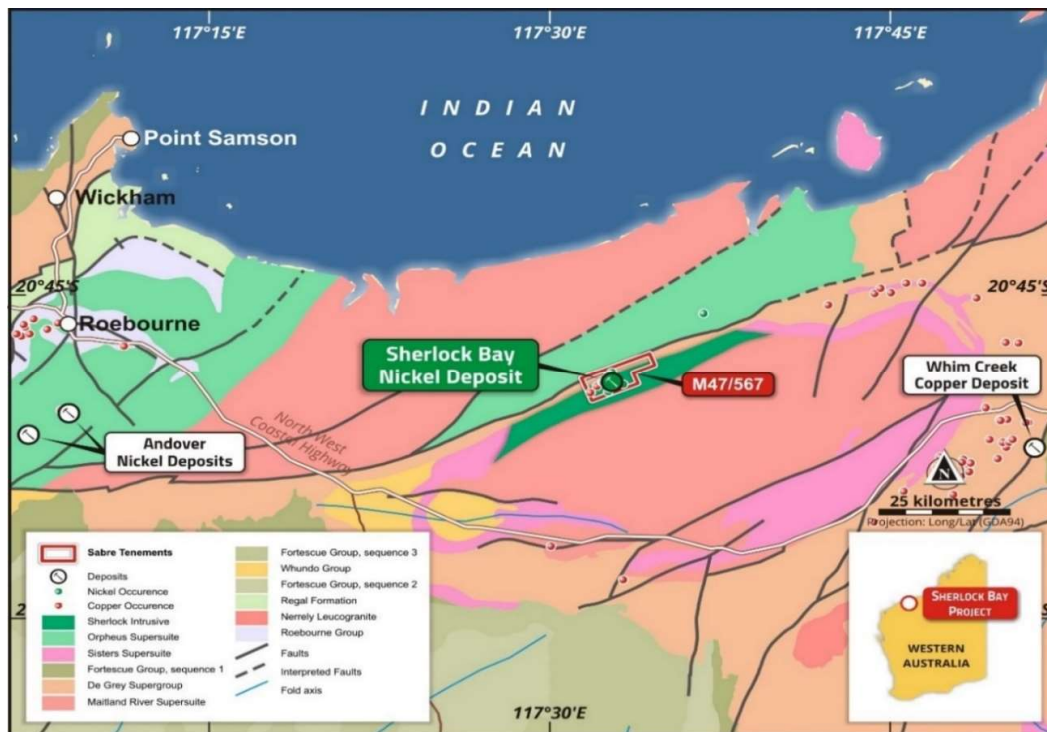 117°15'E
117°30'E
117°45'E
INDIAN
OCEAN
Point Samson
Wickham
20°45'S
20°45'S
Roebourne
Sherlock Bay
Nickel Deposit
M47/567
Whim Creek
Copper Deposit
Andover
Nickel Deposits
North West
Coastal Highway
N
25 kilometres
Projection: Long/Lat (GDA94)
Sabre Tenements
Deposits
Nickel Occurence
Copper Occurence
Sherlock Intrusive
Orpheus Supersuite
Sisters Supersuite
Fortescue Group, sequence 1
De Grey Supergroup
Maitland River Supersuite
Fortescue Group, sequence 3
Whundo Group
Fortescue Group, sequence 2
Regal Formation
Nerrely Leucogranite
Roebourne Group
Faults
Interpreted Faults
Fold axis
117°30'E
SHERLOCK BAY
PROJECT
WESTERN
AUSTRALIA